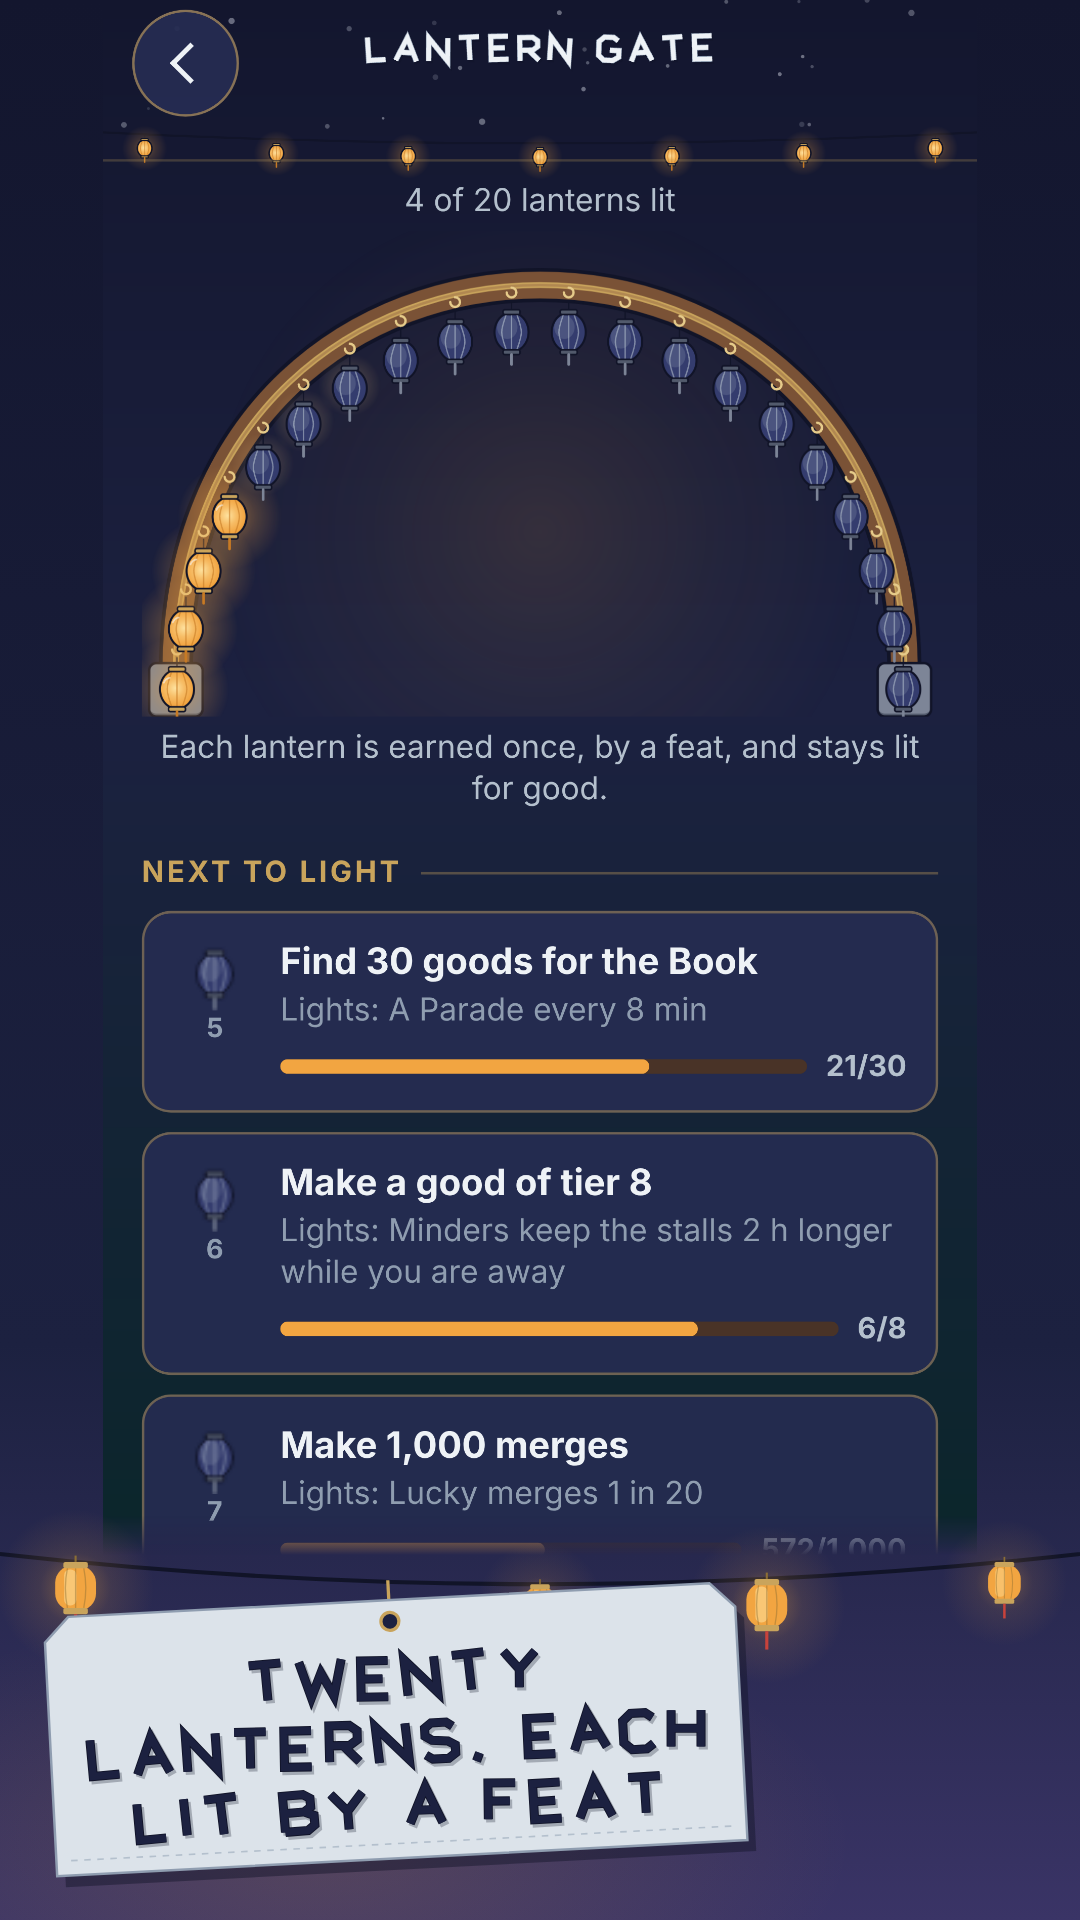 LANTERN GATE
4 of 20 lanterns lit
Each lantern is earned once, by a feat, and stays lit
for good.
NEXT TO LIGHT
Find 30 goods for the Book
Lights: A Parade every 8 min
5
21/30
Make a good of tier 8
Lights: Minders keep the stalls 2 h longer
while you are away
6
6/8
Make 1,000 merges
Lights: Lucky merges 1 in 20
7
572/1,000
TWENTY
LANTERNS, EACH
LIT BY A FEAT